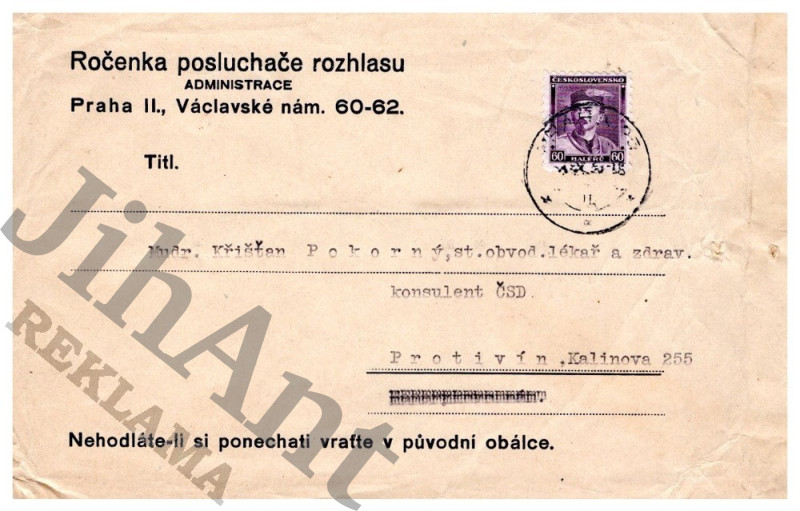 Ročenka posluchače rozhlasu
ADMINISTRACE
Praha II., Václavské nám. 60-62.
ČESKOSLOVENSKO
60 HALÉŘŮ 60
Titl.
Mudr. Křišťan Pokorný,st.obvod.lékař a zdrav.
konsulent ČSD
Protivín,Kalinova 255
Nehodláte-li si ponechati vraťte v původní obálce.
JihAnt
REKLAMA